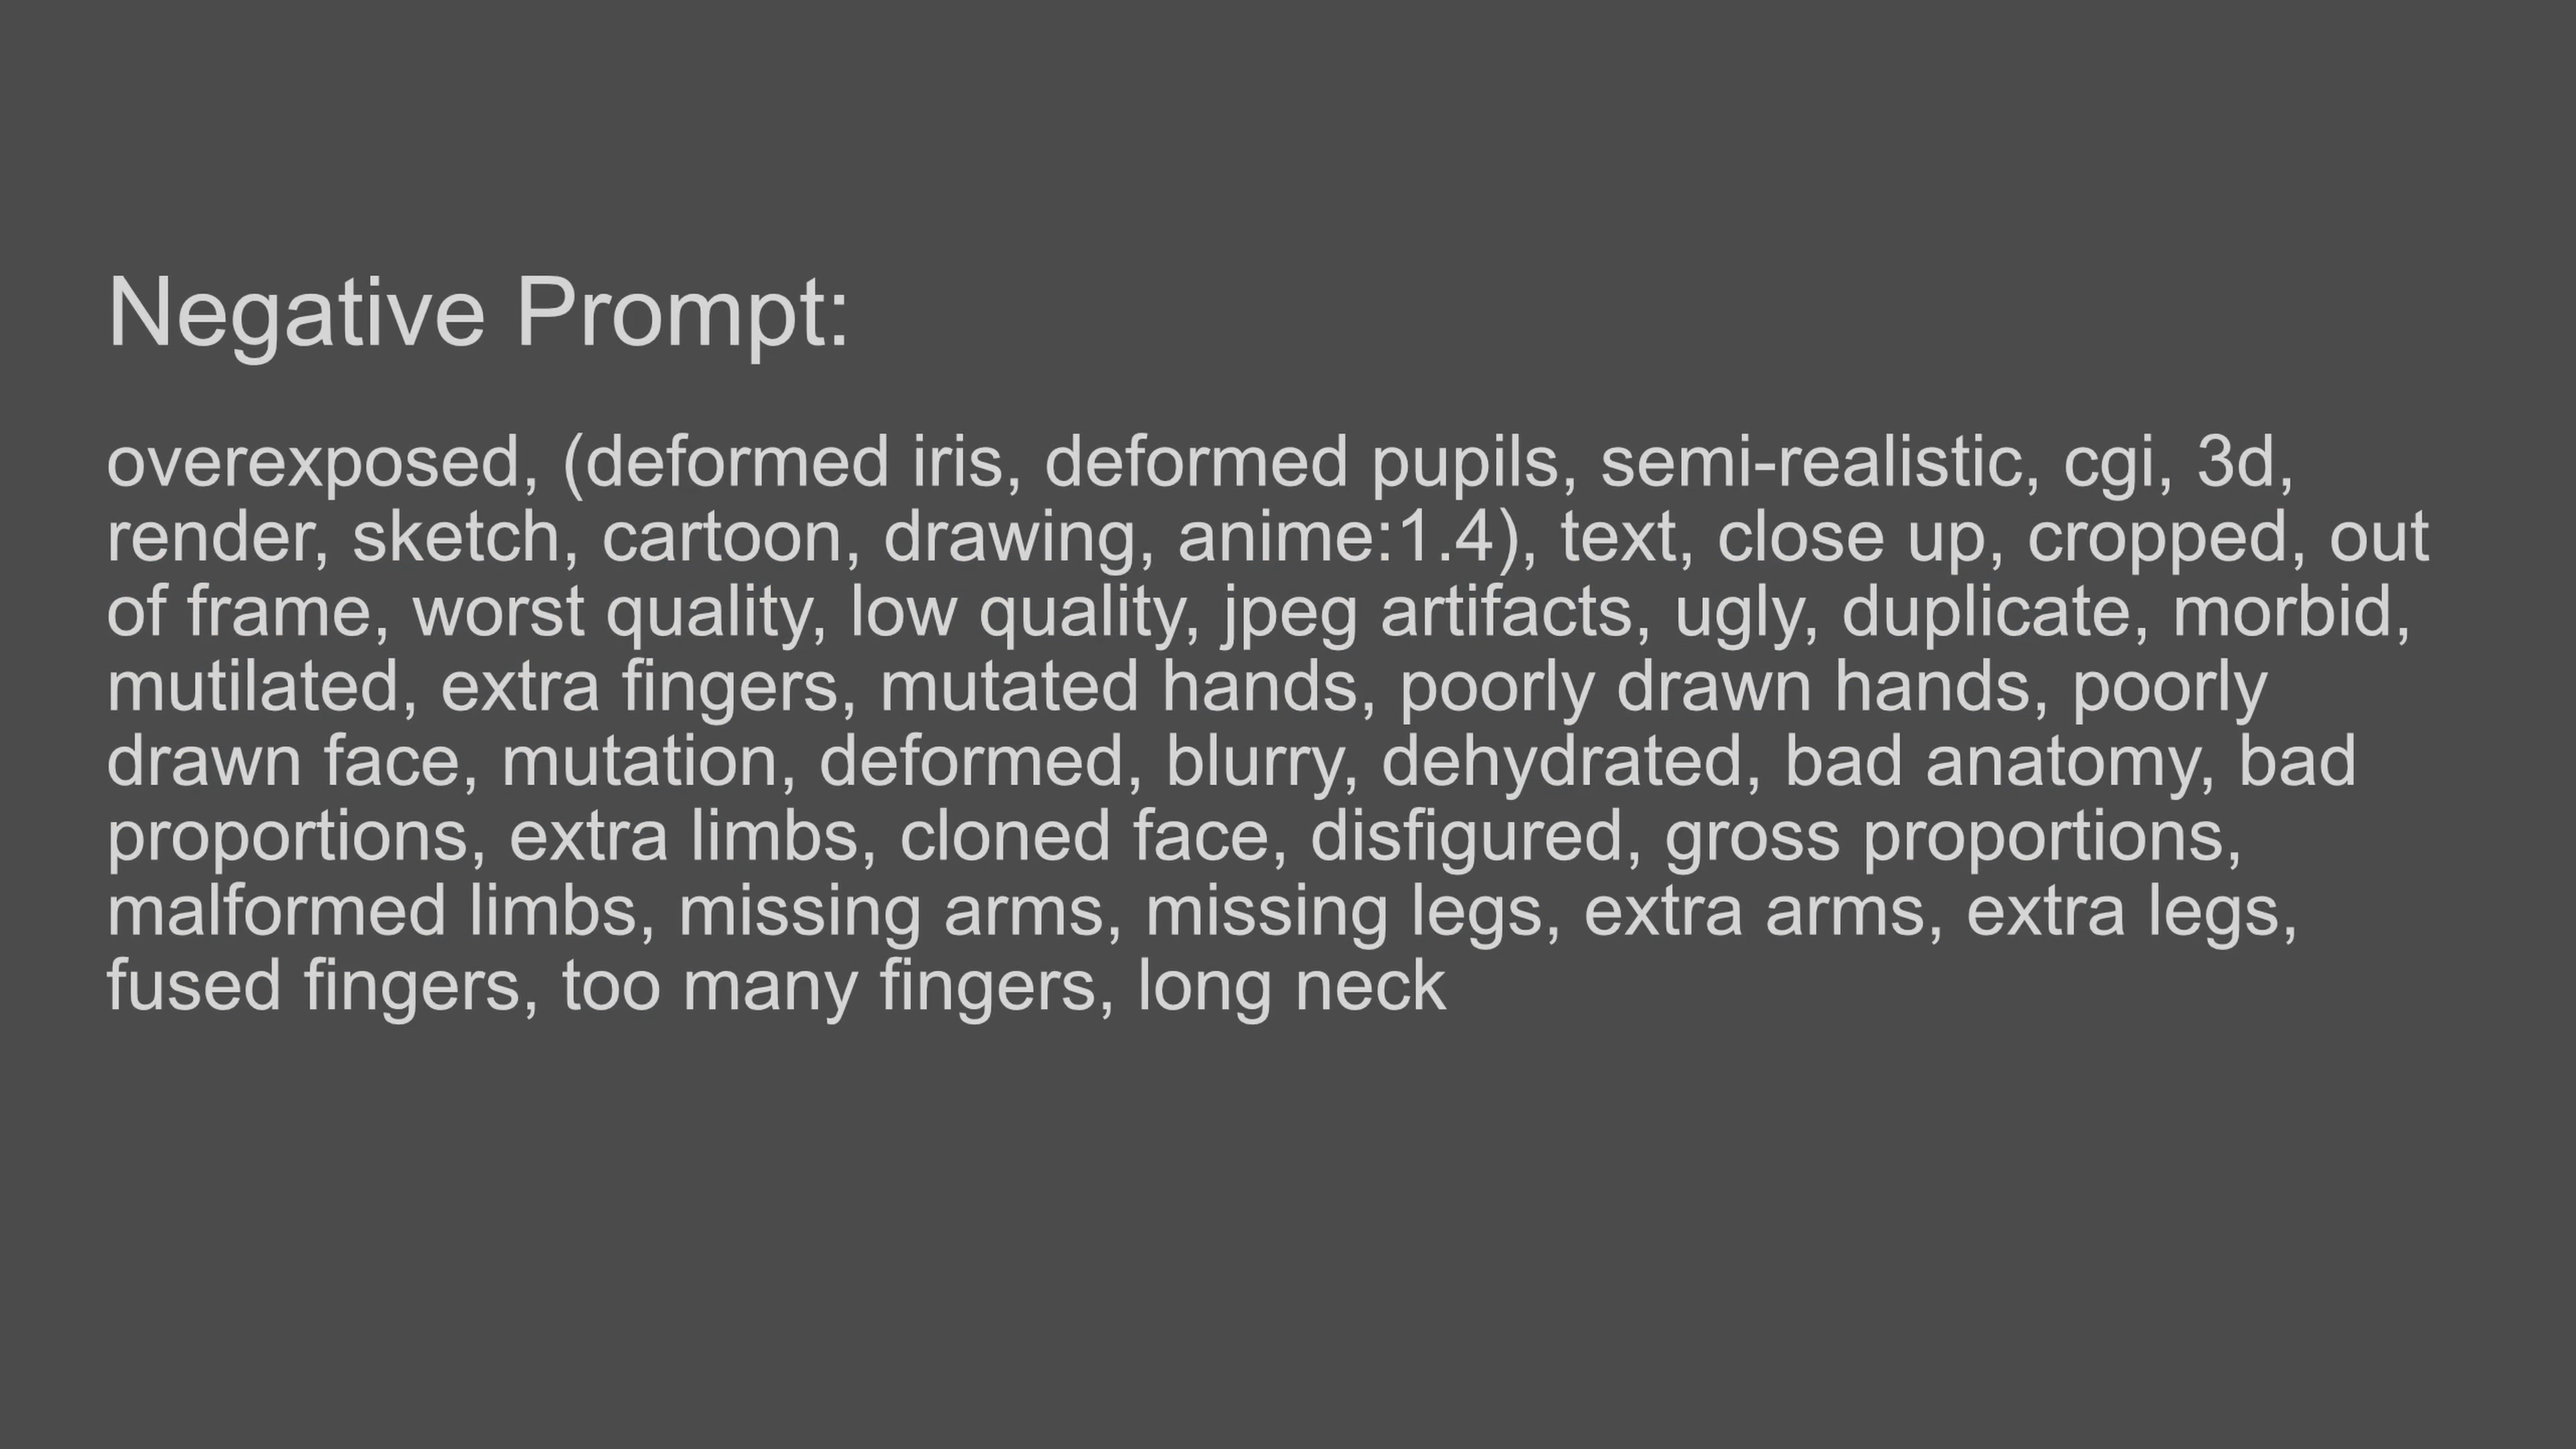 Negative Prompt:
overexposed, (deformed iris, deformed pupils, semi-realistic, cgi, 3d,
render, sketch, cartoon, drawing, anime:1.4), text, close up, cropped, out
of frame, worst quality, low quality, jpeg artifacts, ugly, duplicate, morbid,
mutilated, extra fingers, mutated hands, poorly drawn hands, poorly
drawn face, mutation, deformed, blurry, dehydrated, bad anatomy, bad
proportions, extra limbs, cloned face, disfigured, gross proportions,
malformed limbs, missing arms, missing legs, extra arms, extra legs,
fused fingers, too many fingers, long neck